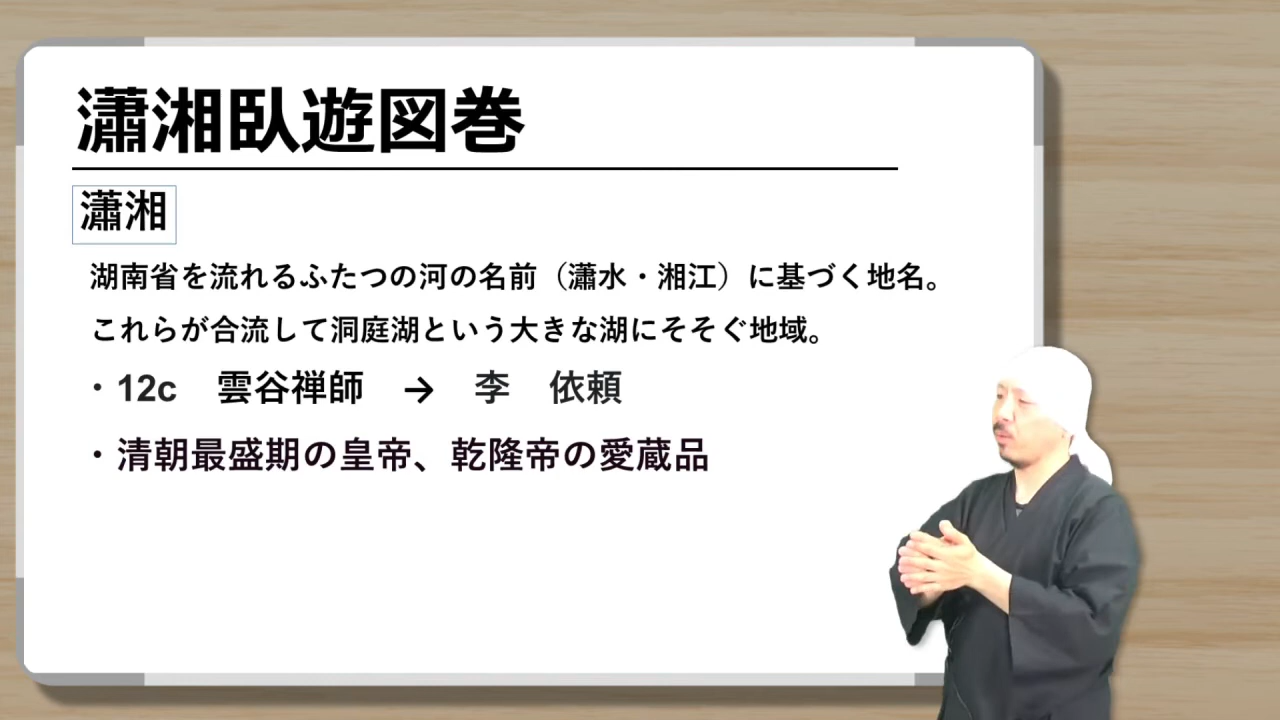 瀟湘臥遊図巻
瀟湘
湖南省を流れるふたつの河の名前（瀟水・湘江）に基づく地名。
これらが合流して洞庭湖という大きな湖にそそぐ地域。
・12c　雲谷禅師　→　李　依頼
・清朝最盛期の皇帝、乾隆帝の愛蔵品